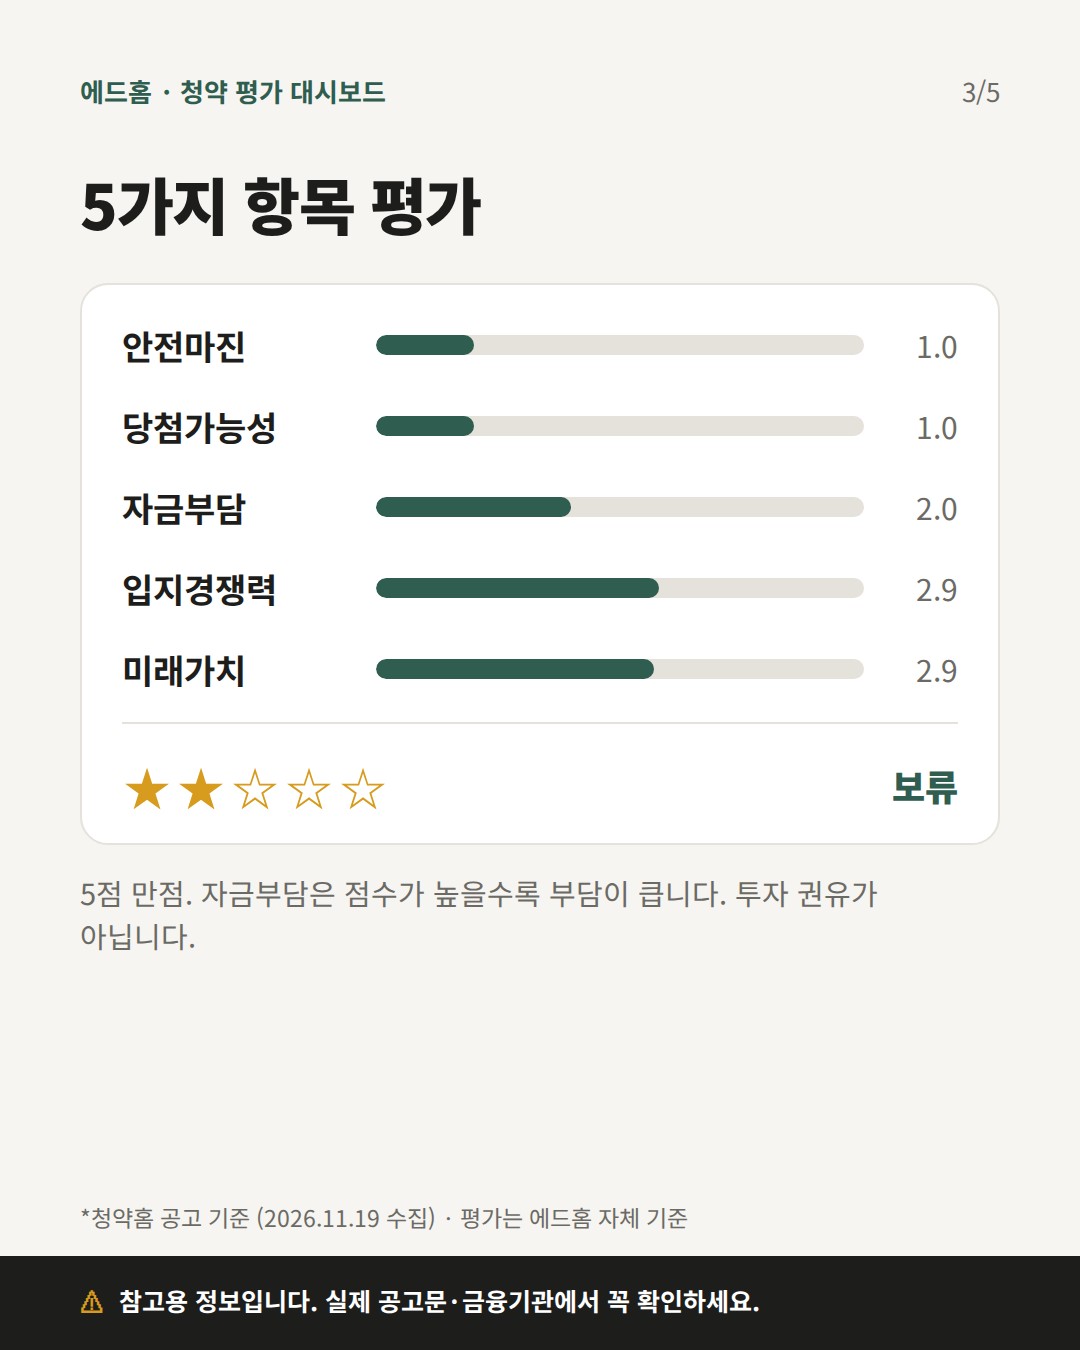 에드홈 · 청약 평가 대시보드
3/5
5가지 항목 평가
안전마진 1.0
당첨가능성 1.0
자금부담 2.0
입지경쟁력 2.9
미래가치 2.9
★★☆☆☆ 보류
5점 만점. 자금부담은 점수가 높을수록 부담이 큽니다. 투자 권유가
아닙니다.
*청약홈 공고 기준 (2026.11.19 수집) · 평가는 에드홈 자체 기준
⚠ 참고용 정보입니다. 실제 공고문·금융기관에서 꼭 확인하세요.